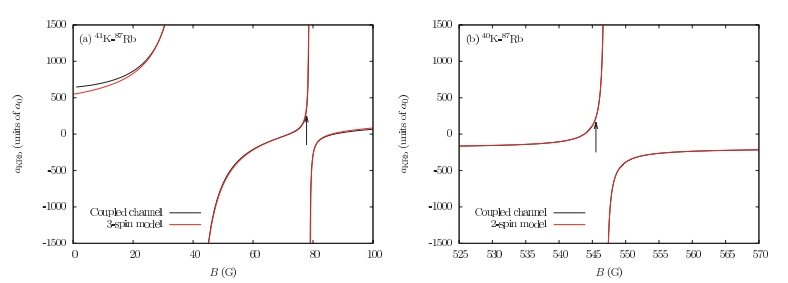 (a) ⁴¹K-⁸⁷Rb
1500
1000
500
0
-500
-1000
-1500
a_KRb (units of a₀)
Coupled channel
3-spin model
0 20 40 60 80 100
B (G)
(b) ⁴⁰K-⁸⁷Rb
1500
1000
500
0
-500
-1000
-1500
a_KRb (units of a₀)
Coupled channel
2-spin model
525 530 535 540 545 550 555 560 565 570
B (G)